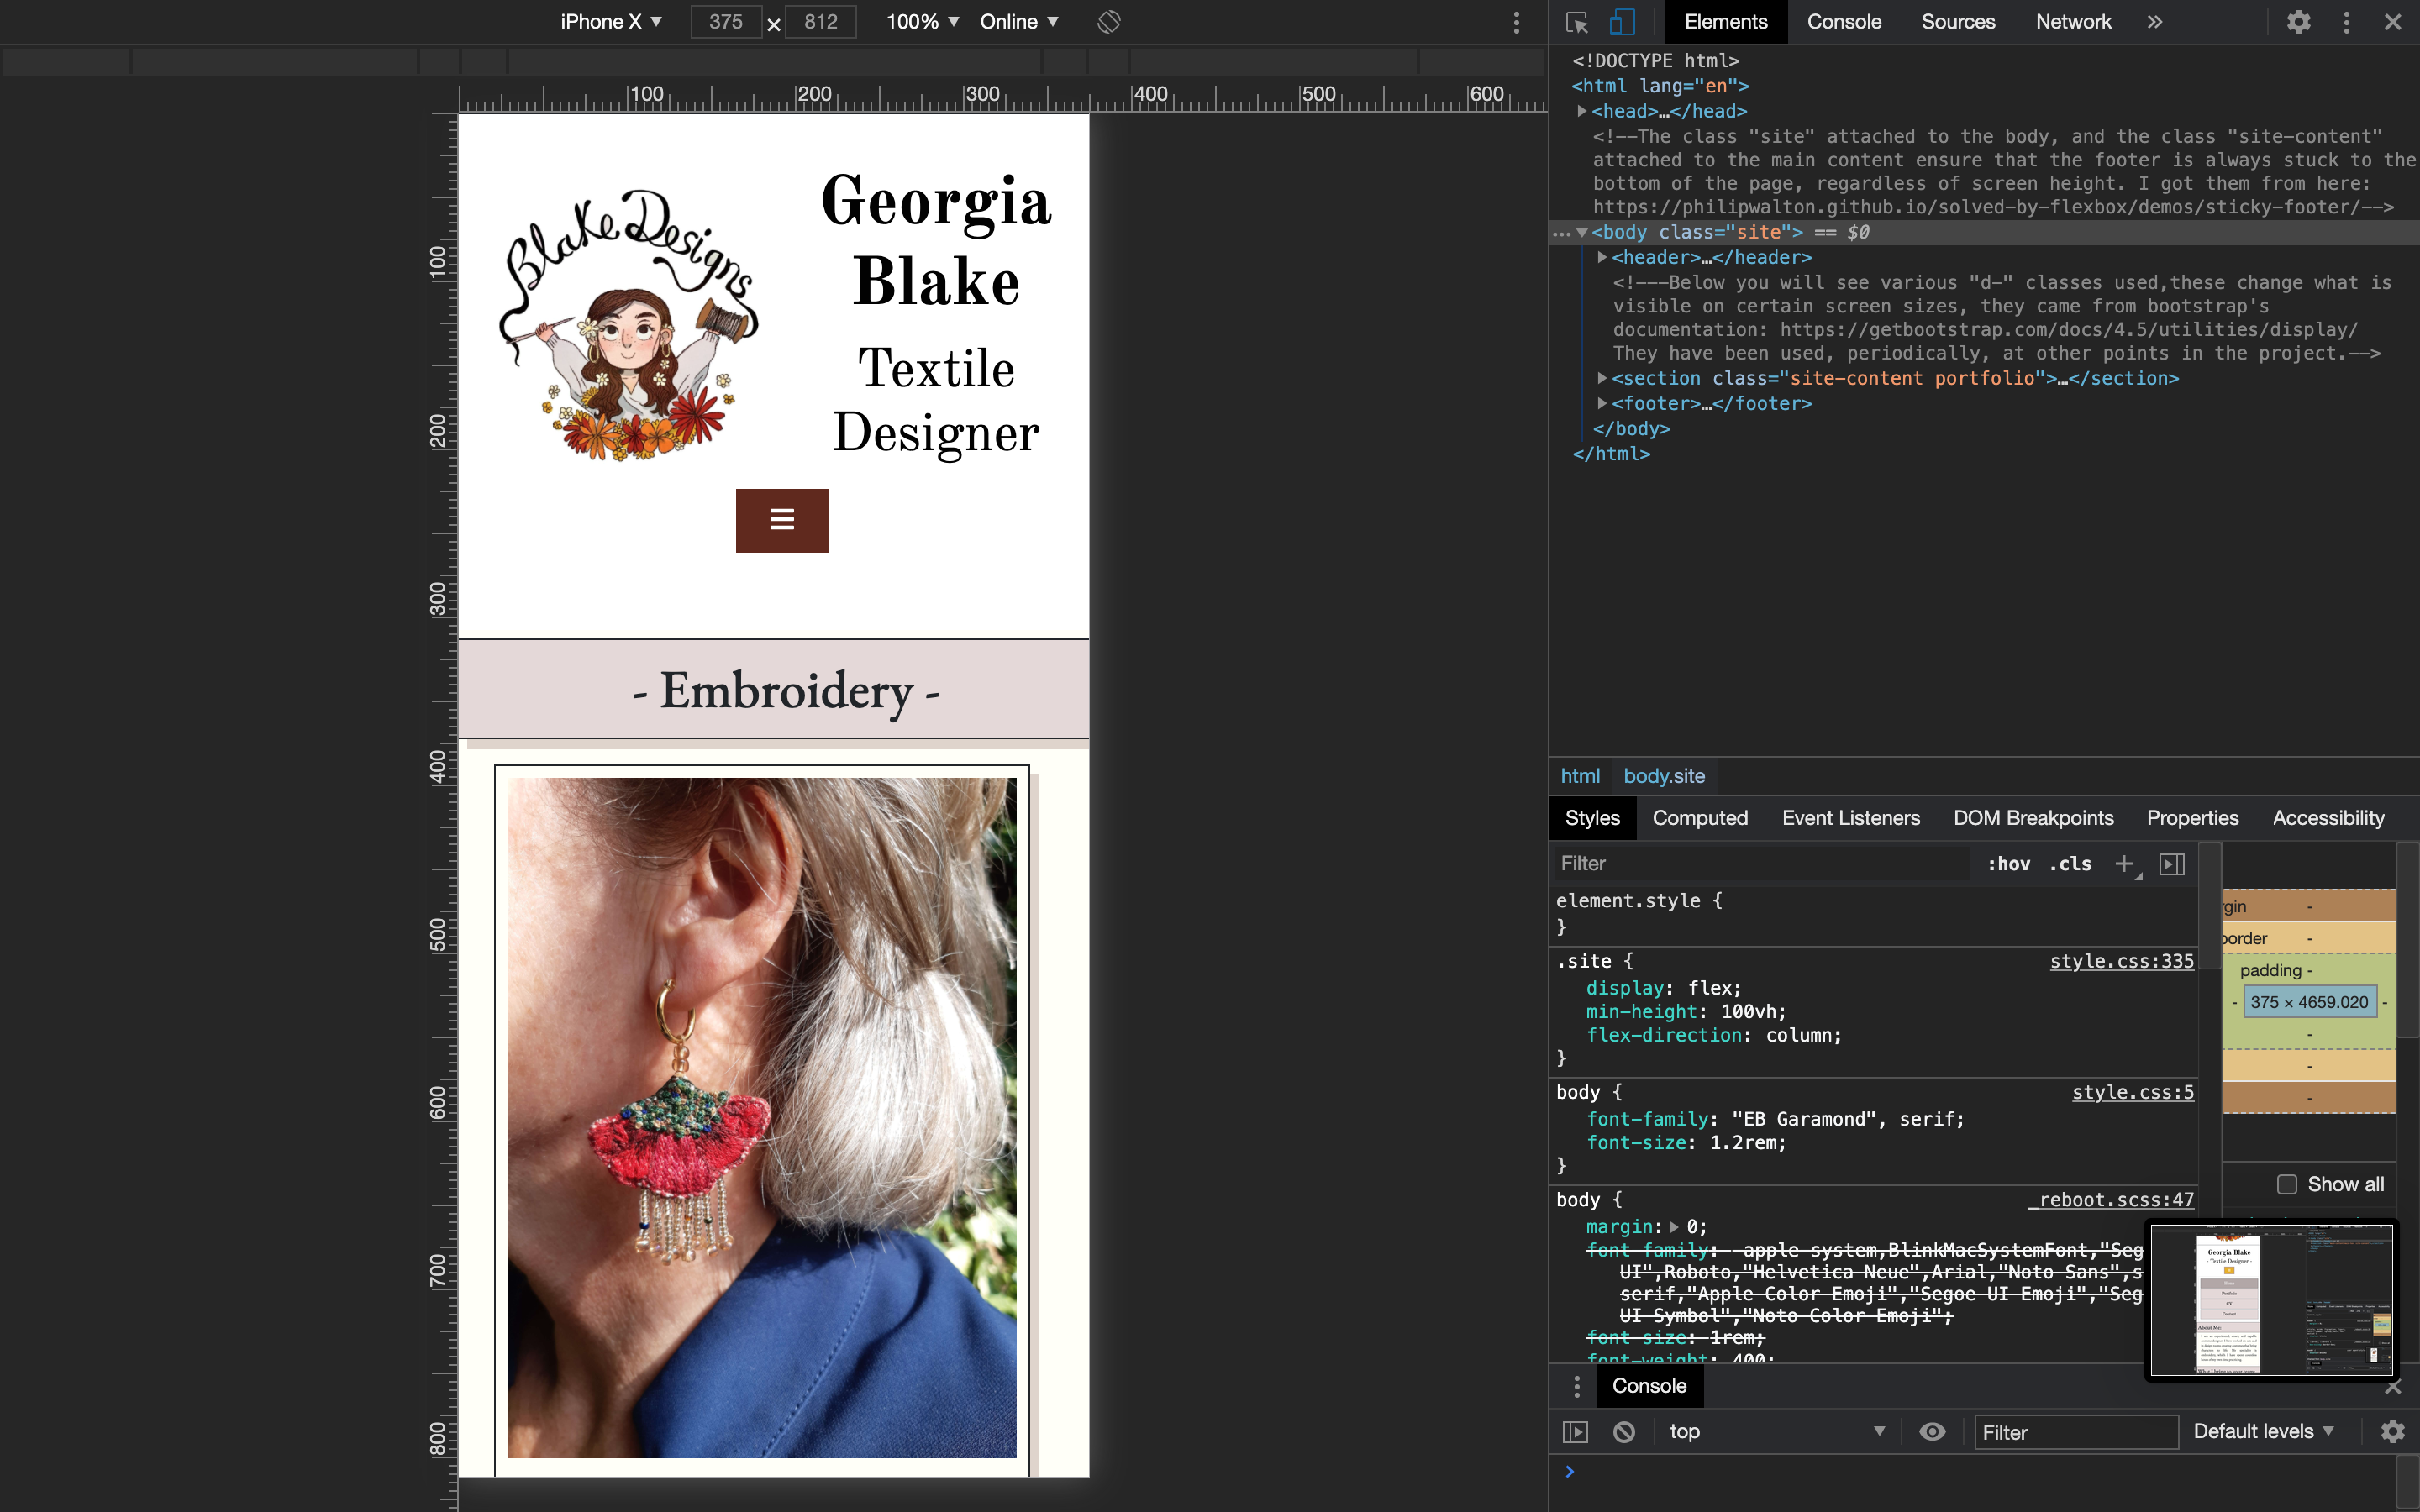 iPhone X ▼ 375 × 812 100% ▼ Online ▼
Elements Console Sources Network »
100 200 300 400 500 600
100
200
300
400
500
600
700
800
Blake Designs
Georgia
Blake
Textile
Designer
- Embroidery -
<!DOCTYPE html>
<html lang="en">
<head>…</head>
<!--The class "site" attached to the body, and the class "site-content"
attached to the main content ensure that the footer is always stuck to the
bottom of the page, regardless of screen height. I got them from here:
https://philipwalton.github.io/solved-by-flexbox/demos/sticky-footer/-->
… <body class="site"> == $0
<header>…</header>
<!---Below you will see various "d-" classes used,these change what is
visible on certain screen sizes, they came from bootstrap's
documentation: https://getbootstrap.com/docs/4.5/utilities/display/
They have been used, periodically, at other points in the project.-->
<section class="site-content portfolio">…</section>
<footer>…</footer>
</body>
</html>
html body.site
Styles Computed Event Listeners DOM Breakpoints Properties Accessibility
Filter :hov .cls +
element.style {
}
.site { style.css:335
display: flex;
min-height: 100vh;
flex-direction: column;
}
body { style.css:5
font-family: "EB Garamond", serif;
font-size: 1.2rem;
}
body { _reboot.scss:47
margin: 0;
font-family: -apple-system,BlinkMacSystemFont,"Seg
UI",Roboto,"Helvetica Neue",Arial,"Noto Sans",s
serif,"Apple Color Emoji","Segoe UI Emoji","Seg
UI Symbol","Noto Color Emoji";
font-size: 1rem;
font-weight: 400;
rgin -
border -
padding -
- 375 × 4659.020 -
-
-
-
Show all
Georgia Blake
- Textile Designer -
Portfolio
CV
Contact
About Me:
Console
top ▼ Filter Default levels ▼